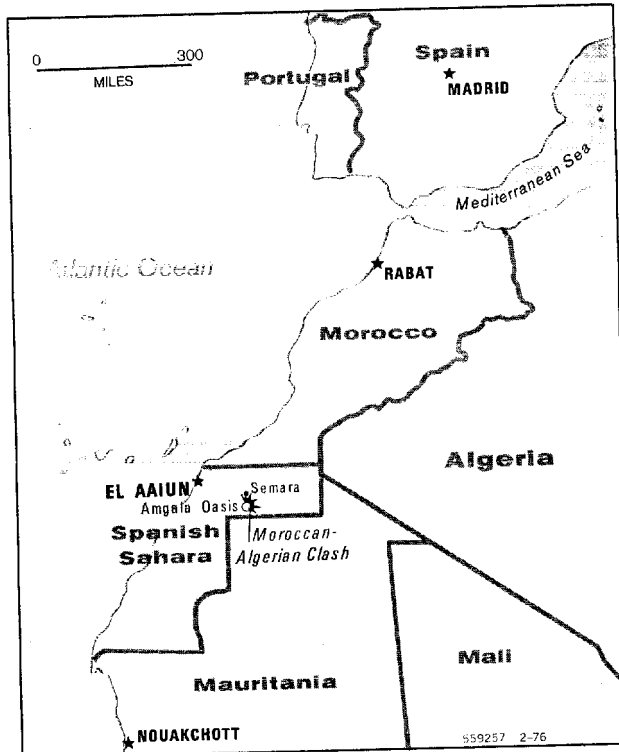 0 300
MILES
Portugal
Spain
MADRID
Mediterranean Sea
Atlantic Ocean
RABAT
Morocco
Algeria
EL AAIUN
Semara
Amgala Oasis
Spanish
Sahara
Moroccan-
Algerian Clash
Mauritania
Mali
NOUAKCHOTT
559257 2-76